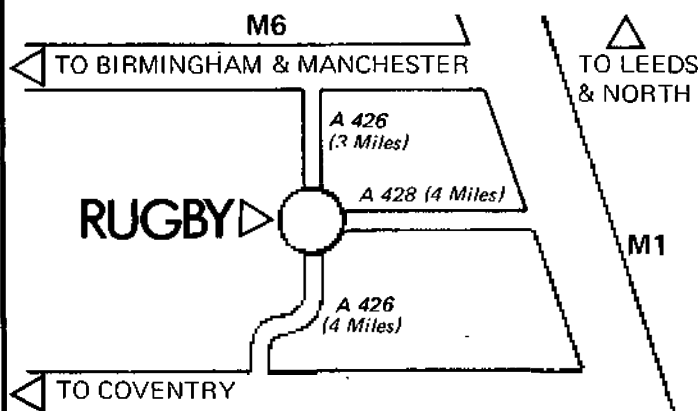 M6
TO BIRMINGHAM & MANCHESTER
TO LEEDS
& NORTH
A 426
(3 Miles)
A 428 (4 Miles)
RUGBY
M1
A 426
(4 Miles)
TO COVENTRY